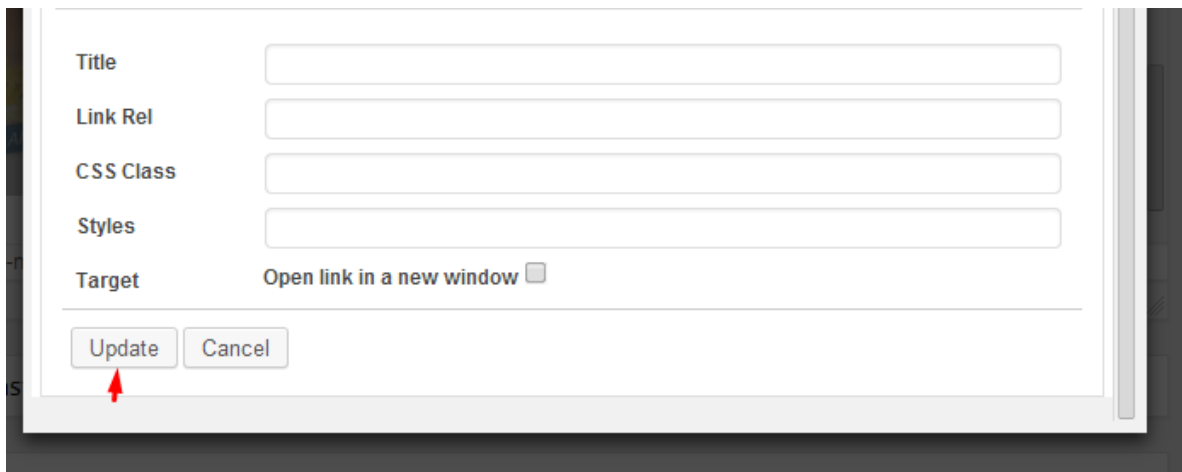 Title
Link Rel
CSS Class
Styles
Target Open link in a new window
Update Cancel